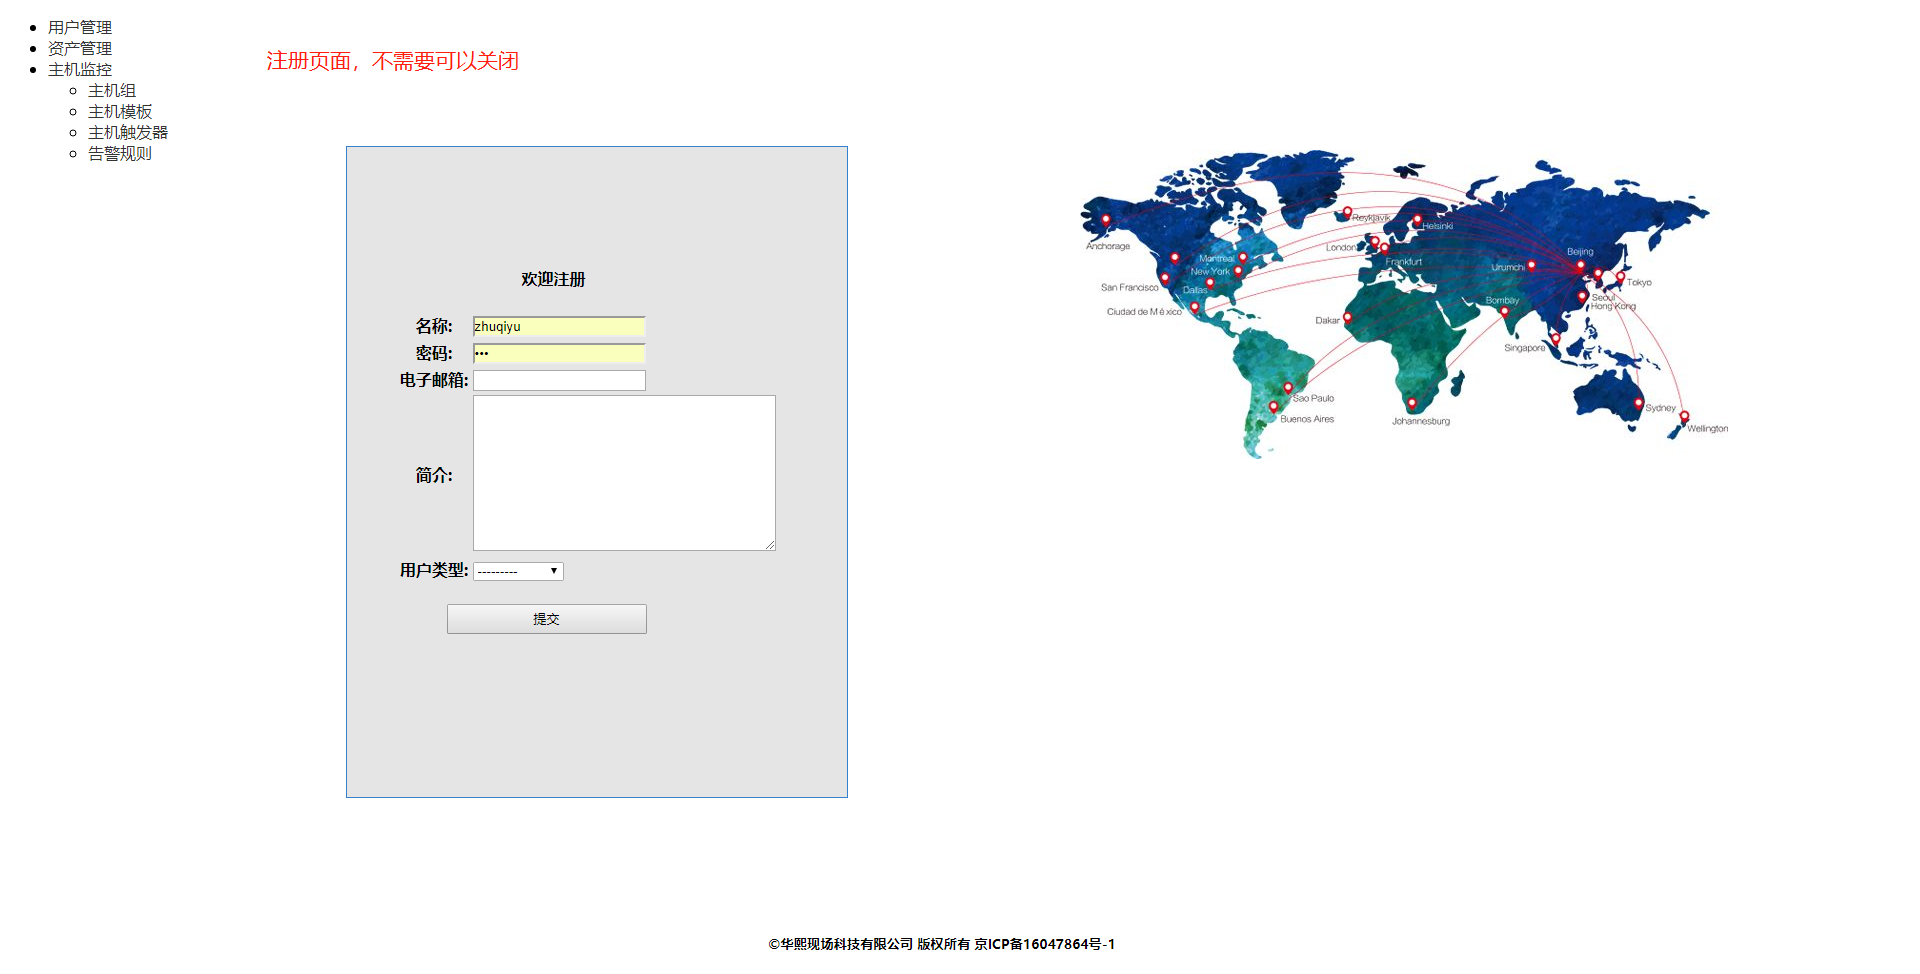 用户管理
资产管理
主机监控
主机组
主机模板
主机触发器
告警规则
注册页面，不需要可以关闭
欢迎注册
名称:
zhuqiyu
密码:
•••
电子邮箱:
简介:
用户类型:
---------
提交
Anchorage
Reykjavik
Helsinki
London
Montreal
Frankfurt
Beijing
Urumchi
New York
San Francisco
Dallas
Tokyo
Seoul
Bombay
Hong Kong
Ciudad de M é xico
Dakar
Singapore
Sao Paulo
Sydney
Buenos Aires
Johannesburg
Wellington
©华熙现场科技有限公司 版权所有 京ICP备16047864号-1